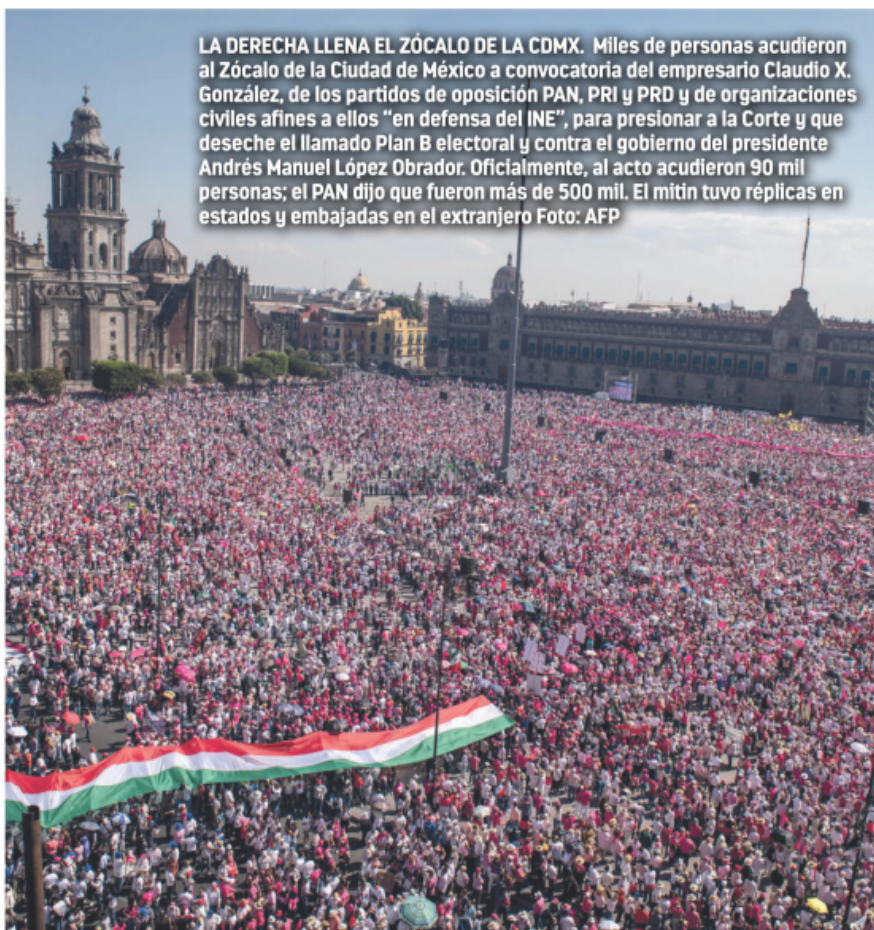 LA DERECHA LLENA EL ZÓCALO DE LA CDMX. Miles de personas acudieron
al Zócalo de la Ciudad de México a convocatoria del empresario Claudio X.
González, de los partidos de oposición PAN, PRI y PRD y de organizaciones
civiles afines a ellos “en defensa del INE”, para presionar a la Corte y que
deseche el llamado Plan B electoral y contra el gobierno del presidente
Andrés Manuel López Obrador. Oficialmente, al acto acudieron 90 mil
personas; el PAN dijo que fueron más de 500 mil. El mitin tuvo réplicas en
estados y embajadas en el extranjero Foto: AFP